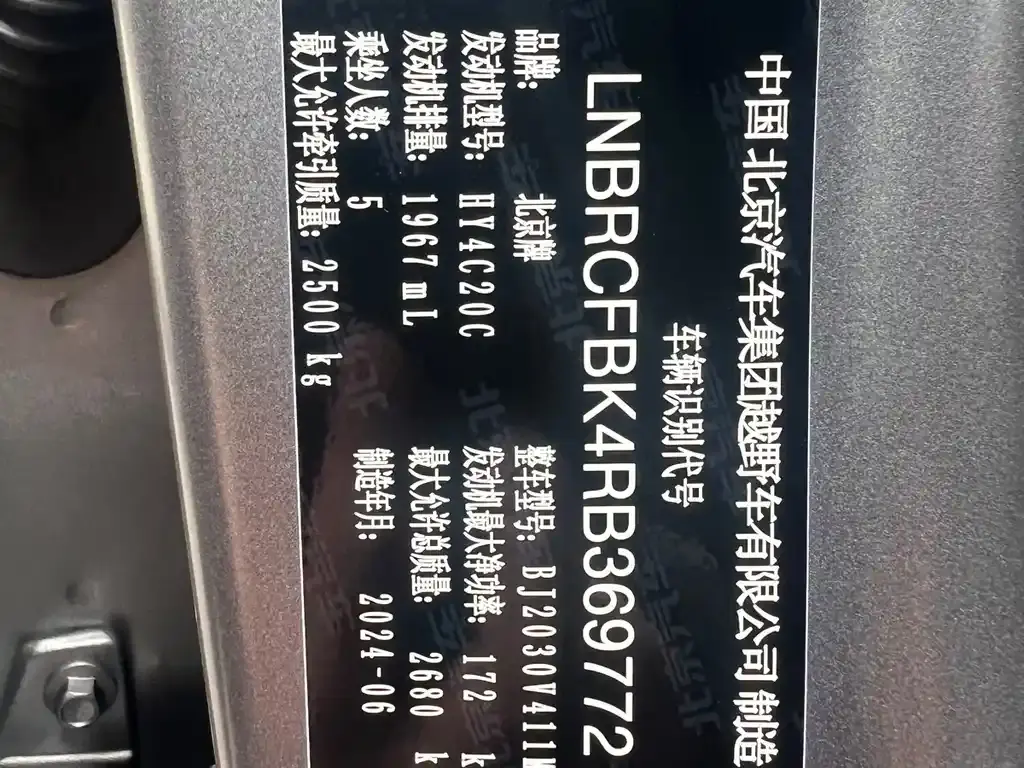 中国 北京汽车集团越野车有限公司 制造
车辆识别代号
LNBRCFBK4RB369772
品牌: 北京牌 整车型号: BJ2030V411M
发动机型号: HY4C20C 发动机最大净功率: 172 k
发动机排量: 1967 mL 最大允许总质量: 2680 k
乘坐人数: 5 制造年月: 2024-06
最大允许牵引质量: 2500 kg